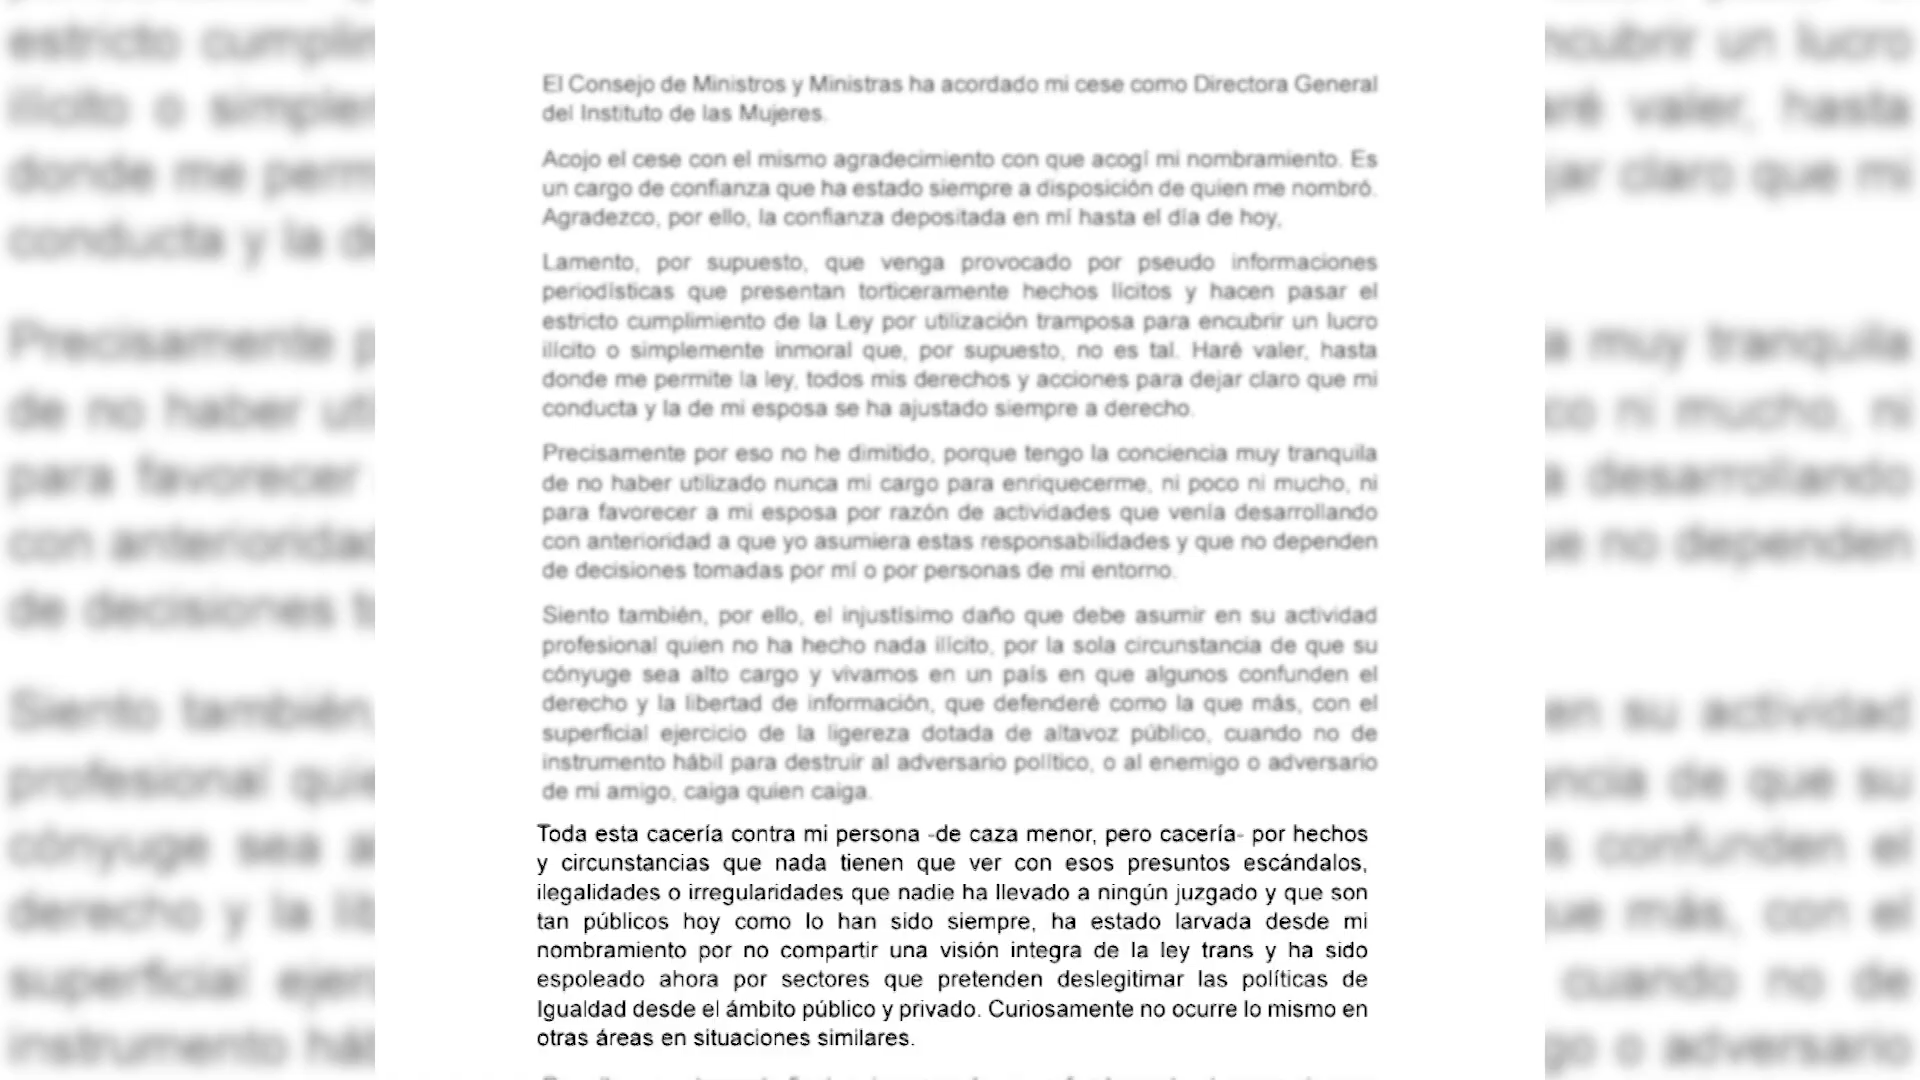 El Consejo de Ministros y Ministras ha acordado mi cese como Directora General
del Instituto de las Mujeres.
Acojo el cese con el mismo agradecimiento con que acogí mi nombramiento. Es
un cargo de confianza que ha estado siempre a disposición de quien me nombró.
Agradezco, por ello, la confianza depositada en mí hasta el día de hoy,
Lamento, por supuesto, que venga provocado por pseudo informaciones
periodísticas que presentan torticeramente hechos lícitos y hacen pasar el
estricto cumplimiento de la Ley por utilización tramposa para encubrir un lucro
ilícito o simplemente inmoral que, por supuesto, no es tal. Haré valer, hasta
donde me permite la ley, todos mis derechos y acciones para dejar claro que mi
conducta y la de mi esposa se ha ajustado siempre a derecho.
Precisamente por eso no he dimitido, porque tengo la conciencia muy tranquila
de no haber utilizado nunca mi cargo para enriquecerme, ni poco ni mucho, ni
para favorecer a mi esposa por razón de actividades que venía desarrollando
con anterioridad a que yo asumiera estas responsabilidades y que no dependen
de decisiones tomadas por mí o por personas de mi entorno.
Siento también, por ello, el injustísimo daño que debe asumir en su actividad
profesional quien no ha hecho nada ilícito, por la sola circunstancia de que su
cónyuge sea alto cargo y vivamos en un país en que algunos confunden el
derecho y la libertad de información, que defenderé como la que más, con el
superficial ejercicio de la ligereza dotada de altavoz público, cuando no de
instrumento hábil para destruir al adversario político, o al enemigo o adversario
de mi amigo, caiga quien caiga.
Toda esta cacería contra mi persona -de caza menor, pero cacería- por hechos
y circunstancias que nada tienen que ver con esos presuntos escándalos,
ilegalidades o irregularidades que nadie ha llevado a ningún juzgado y que son
tan públicos hoy como lo han sido siempre, ha estado larvada desde mi
nombramiento por no compartir una visión integra de la ley trans y ha sido
espoleado ahora por sectores que pretenden deslegitimar las políticas de
Igualdad desde el ámbito público y privado. Curiosamente no ocurre lo mismo en
otras áreas en situaciones similares.